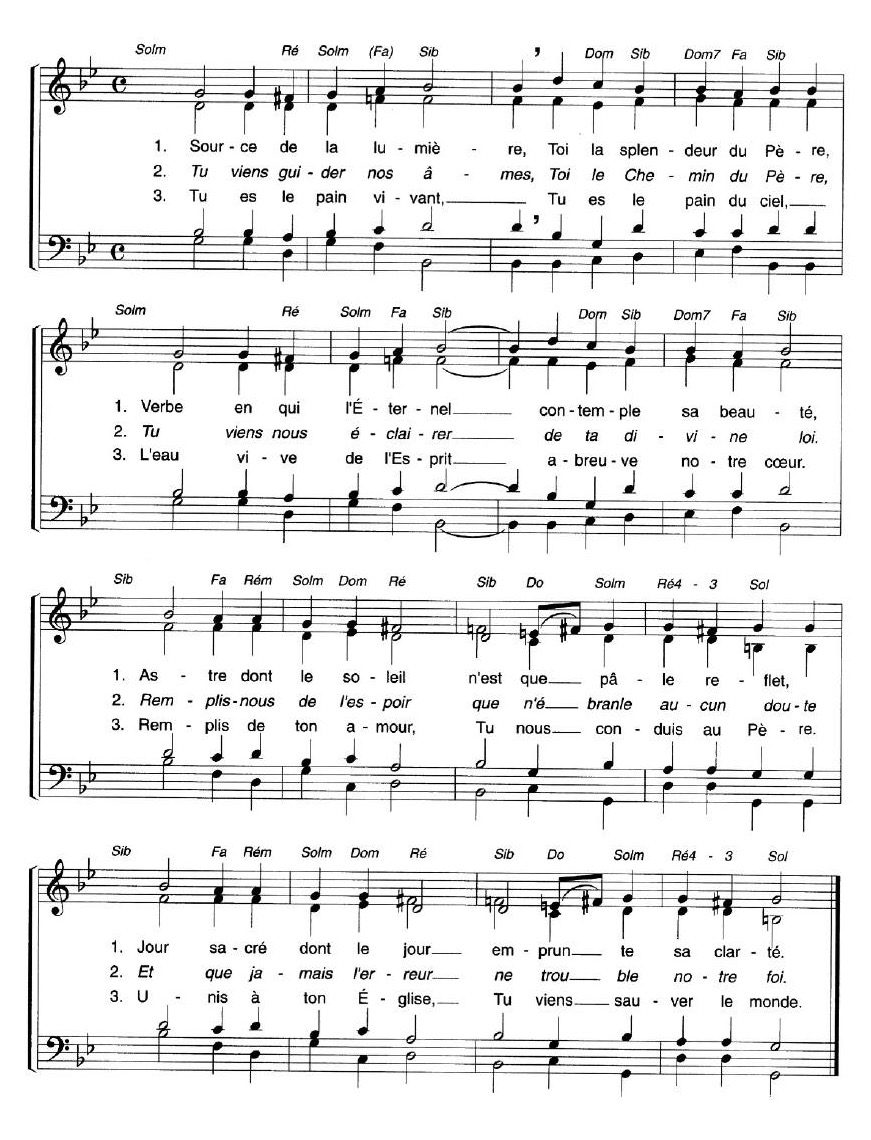 Solm Ré Solm (Fa) Sib Dom Sib Dom7 Fa Sib
1. Sour - ce de la lu - miè - re, Toi la splen - deur du Pè - re,
2. Tu viens gui - der nos â - mes, Toi le Che - min du Pè - re,
3. Tu es le pain vi - vant, Tu es le pain du ciel,
Solm Ré Solm Fa Sib Dom Sib Dom7 Fa Sib
1. Verbe en qui l'É - ter - nel con - tem - ple sa beau - té,
2. Tu viens nous é - clai - rer de ta di - vi - ne loi.
3. L'eau vi - ve de l'Es - prit a - breu - ve no - tre cœur.
Sib Fa Rém Solm Dom Ré Sib Do Solm Ré4 - 3 Sol
1. As - tre dont le so - leil n'est que pâ - le re - flet,
2. Rem - plis-nous de l'es - poir que n'é branle au - cun dou - te
3. Rem - plis de ton a - mour, Tu nous con - duis au Pè - re.
Sib Fa Rém Solm Dom Ré Sib Do Solm Ré4 - 3 Sol
1. Jour sa - cré dont le jour em - prun te sa clar - té.
2. Et que ja - mais l'er - reur ne trou ble no - tre foi.
3. U - nis à ton É - glise, Tu viens sau - ver le monde.